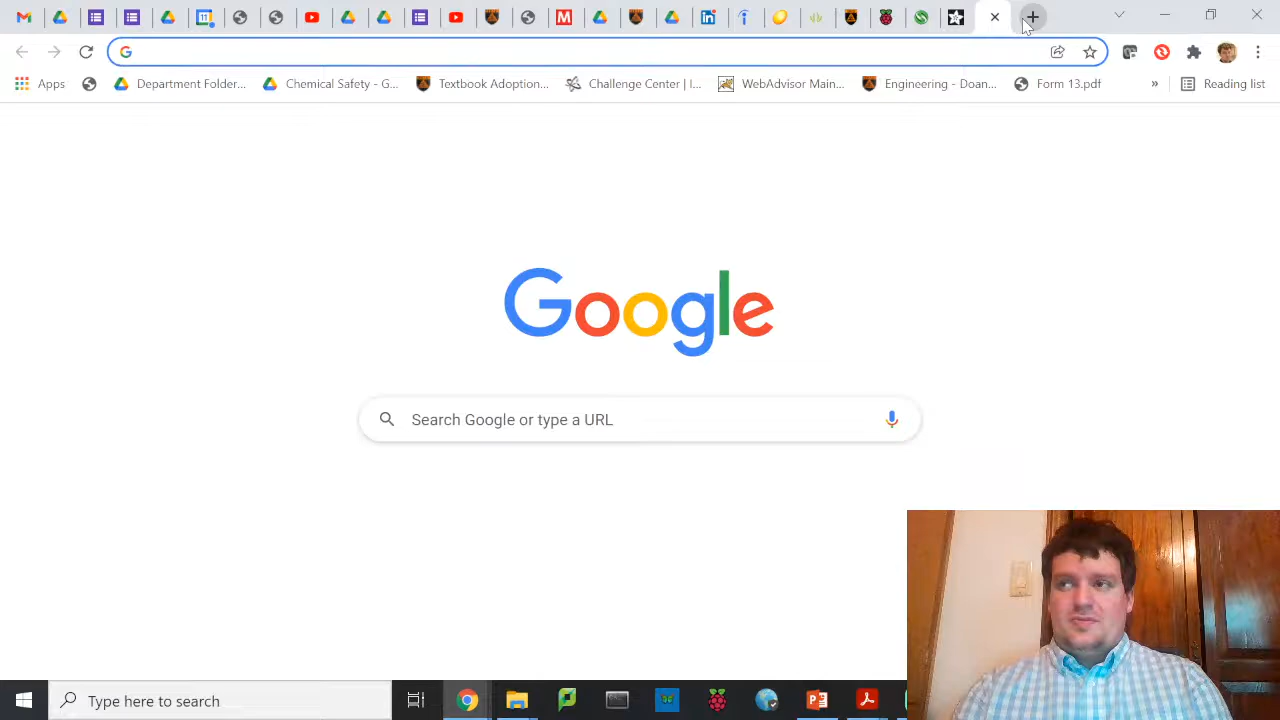 Apps
Department Folder...
Chemical Safety - G...
Textbook Adoption...
Challenge Center | I...
WebAdvisor Main...
Engineering - Doan...
Form 13.pdf
»
Reading list
Google
Search Google or type a URL
Type here to search